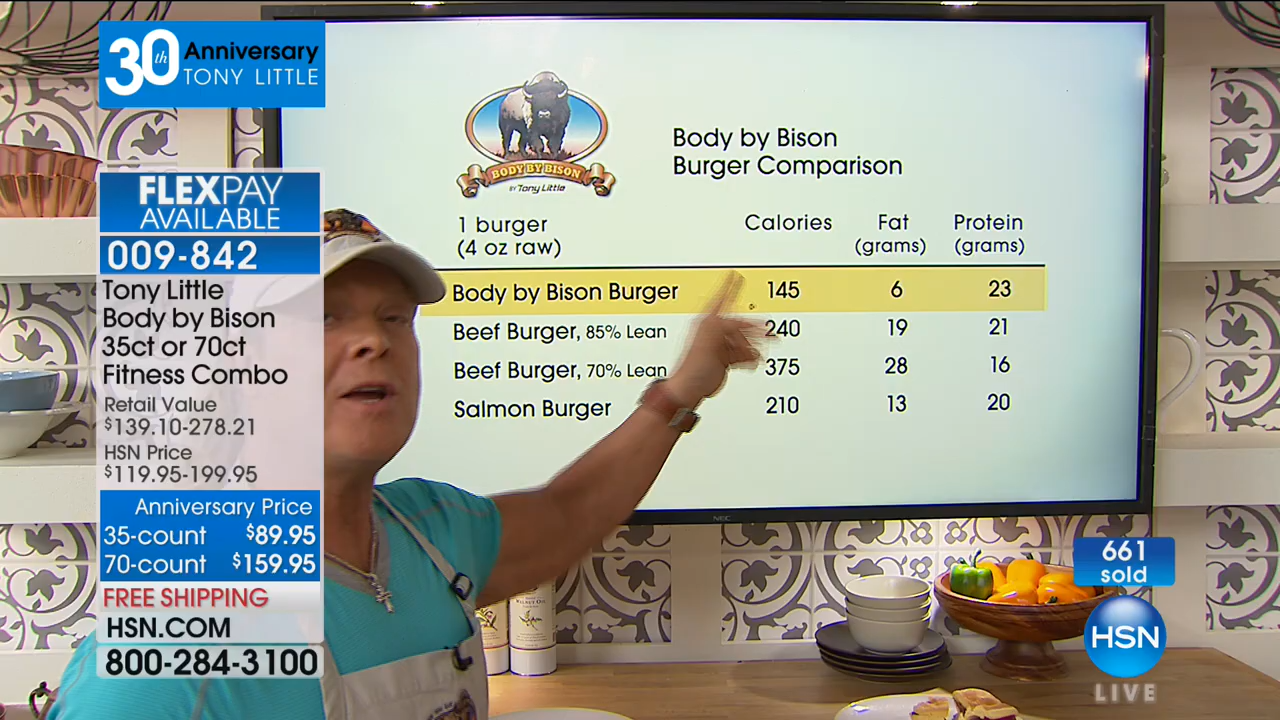 30th Anniversary
TONY LITTLE
FLEXPAY
AVAILABLE
009-842
Tony Little
Body by Bison
35ct or 70ct
Fitness Combo
Retail Value
$139.10-278.21
HSN Price
$119.95-199.95
Anniversary Price
35-count $89.95
70-count $159.95
FREE SHIPPING
HSN.COM
800-284-3100
BODY BY BISON
BY Tony Little
Body by Bison
Burger Comparison
1 burger
(4 oz raw)
Calories Fat Protein
(grams) (grams)
Body by Bison Burger 145 6 23
Beef Burger, 85% Lean 240 19 21
Beef Burger, 70% Lean 375 28 16
Salmon Burger 210 13 20
NEC
WALNUT OIL
661
sold
HSN
LIVE